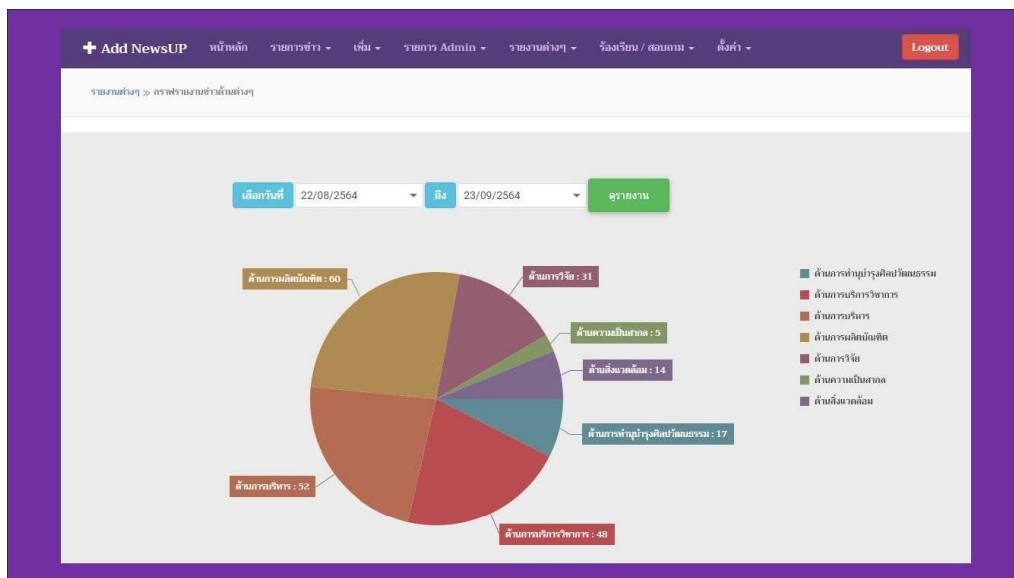 Add NewsUP หน้าหลัก รายการข่าว เพิ่ม รายการ Admin รายงานต่างๆ ร้องเรียน / สอบถาม ตั้งค่า Logout
รายงานต่างๆ » กราฟรายงานข่าวด้านต่างๆ
เลือกวันที่ 22/08/2564 ถึง 23/09/2564 ดูรายงาน
ด้านการผลิตบัณฑิต : 60
ด้านการวิจัย : 31
ด้านความเป็นสากล : 5
ด้านสิ่งแวดล้อม : 14
ด้านการทำนุบำรุงศิลปวัฒนธรรม : 17
ด้านการบริหาร : 52
ด้านการบริการวิชาการ : 48
ด้านการทำนุบำรุงศิลปวัฒนธรรม
ด้านการบริการวิชาการ
ด้านการบริหาร
ด้านการผลิตบัณฑิต
ด้านการวิจัย
ด้านความเป็นสากล
ด้านสิ่งแวดล้อม